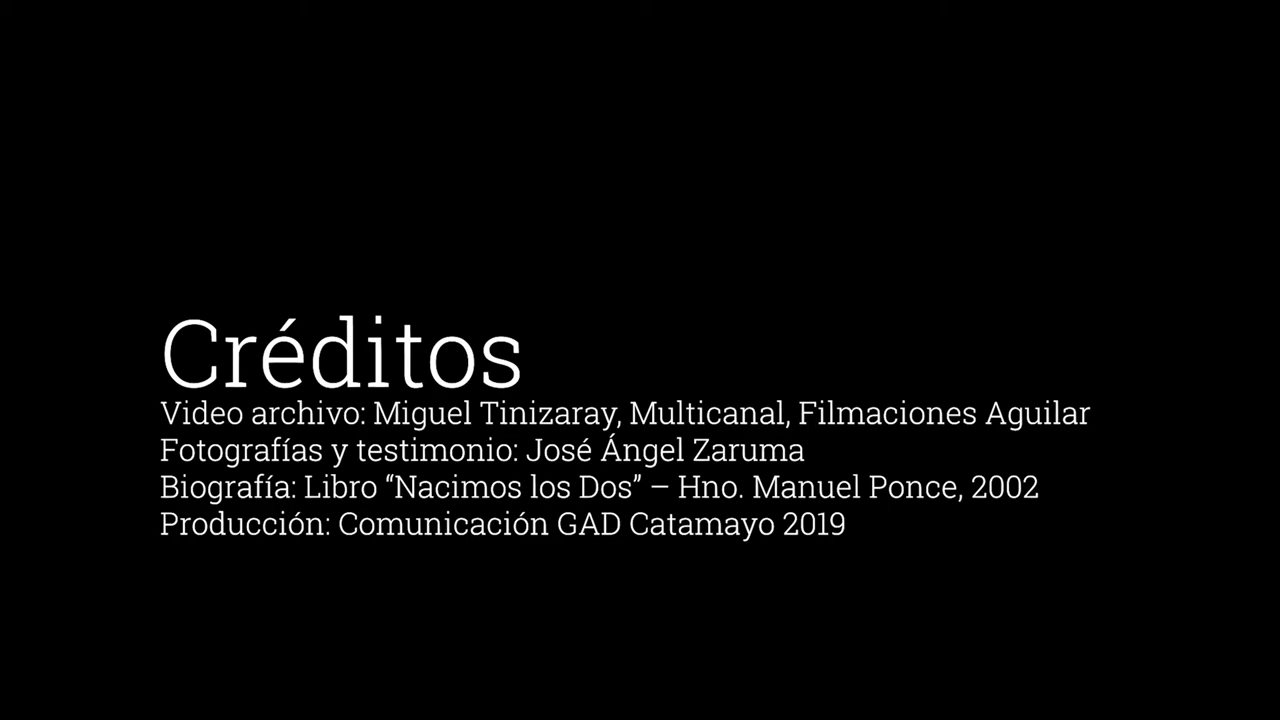 Créditos
Video archivo: Miguel Tinizaray, Multicanal, Filmaciones Aguilar
Fotografías y testimonio: José Ángel Zaruma
Biografía: Libro “Nacimos los Dos” – Hno. Manuel Ponce, 2002
Producción: Comunicación GAD Catamayo 2019